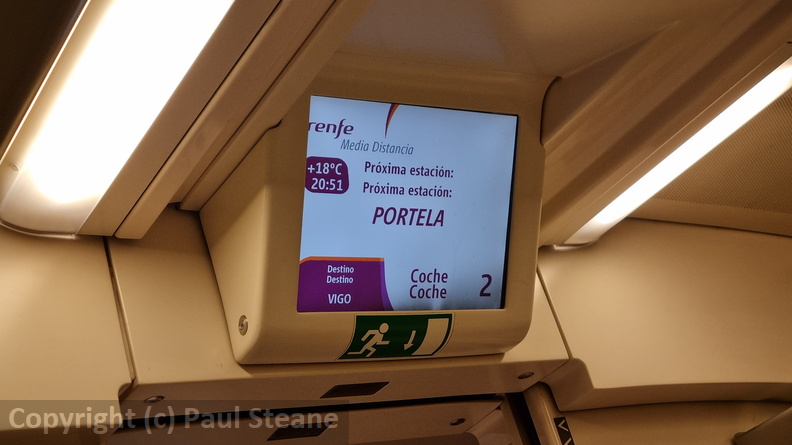 renfe
Media Distancia
+18ºC
20:51
Próxima estación:
Próxima estación:
PORTELA
Destino
Destino
VIGO
Coche
Coche
2
Copyright (c) Paul Steane